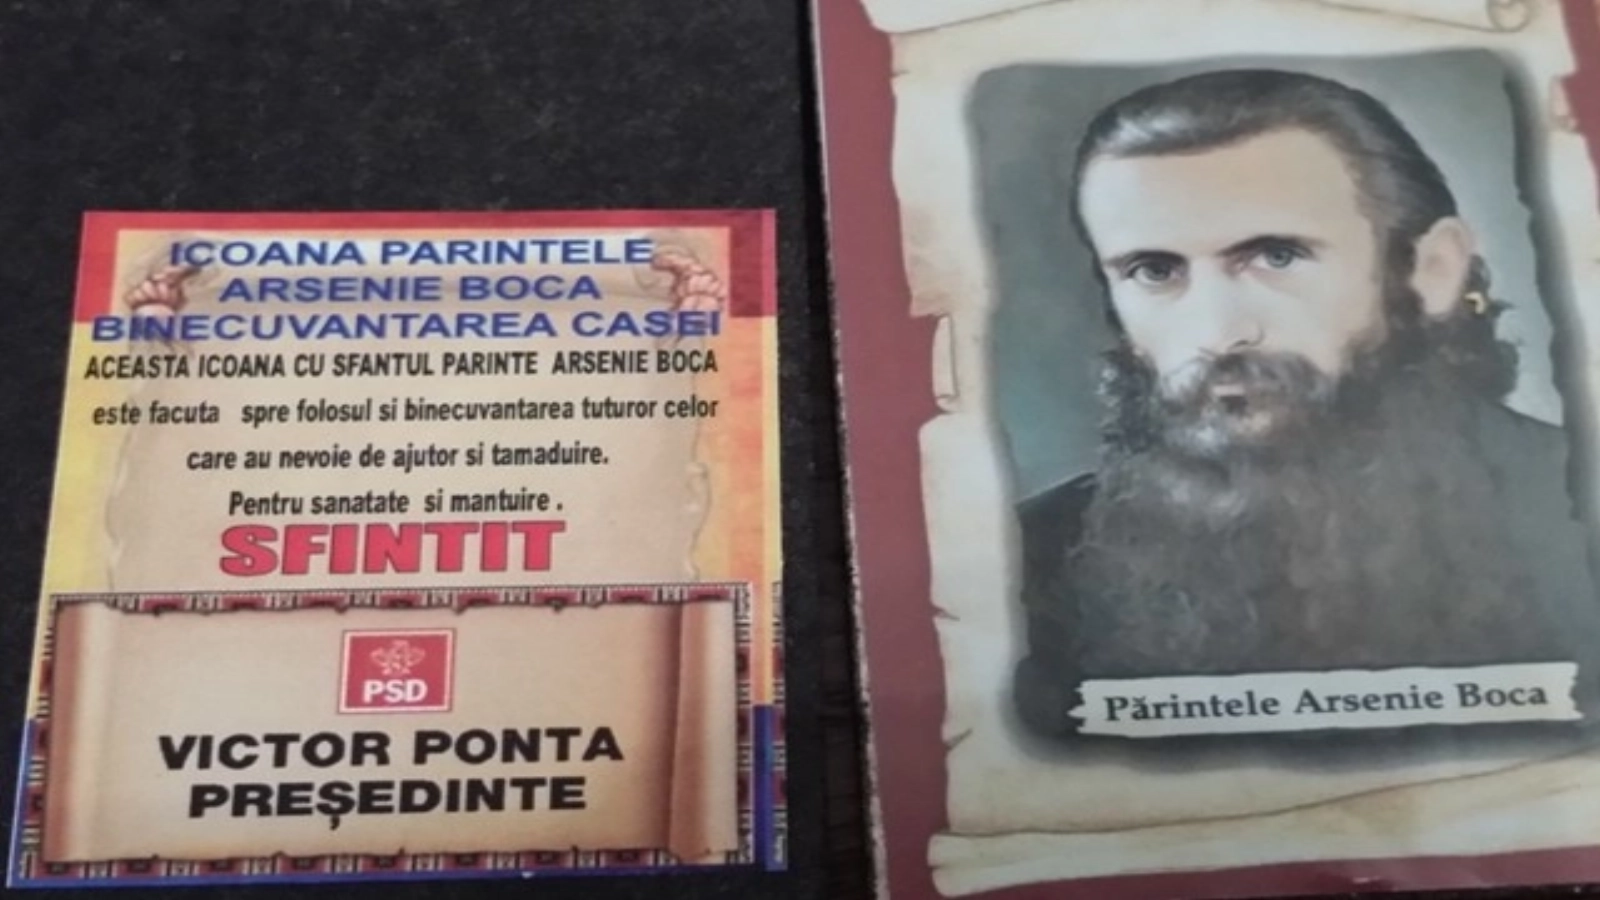 ICOANA PARINTELE
ARSENIE BOCA
BINECUVANTAREA CASEI
ACEASTA ICOANA CU SFANTUL PARINTE ARSENIE BOCA
este facuta spre folosul si binecuvantarea tuturor celor
care au nevoie de ajutor si tamaduire.
Pentru sanatate si mantuire .
SFINTIT
PSD
VICTOR PONTA
PREȘEDINTE
Părintele Arsenie Boca